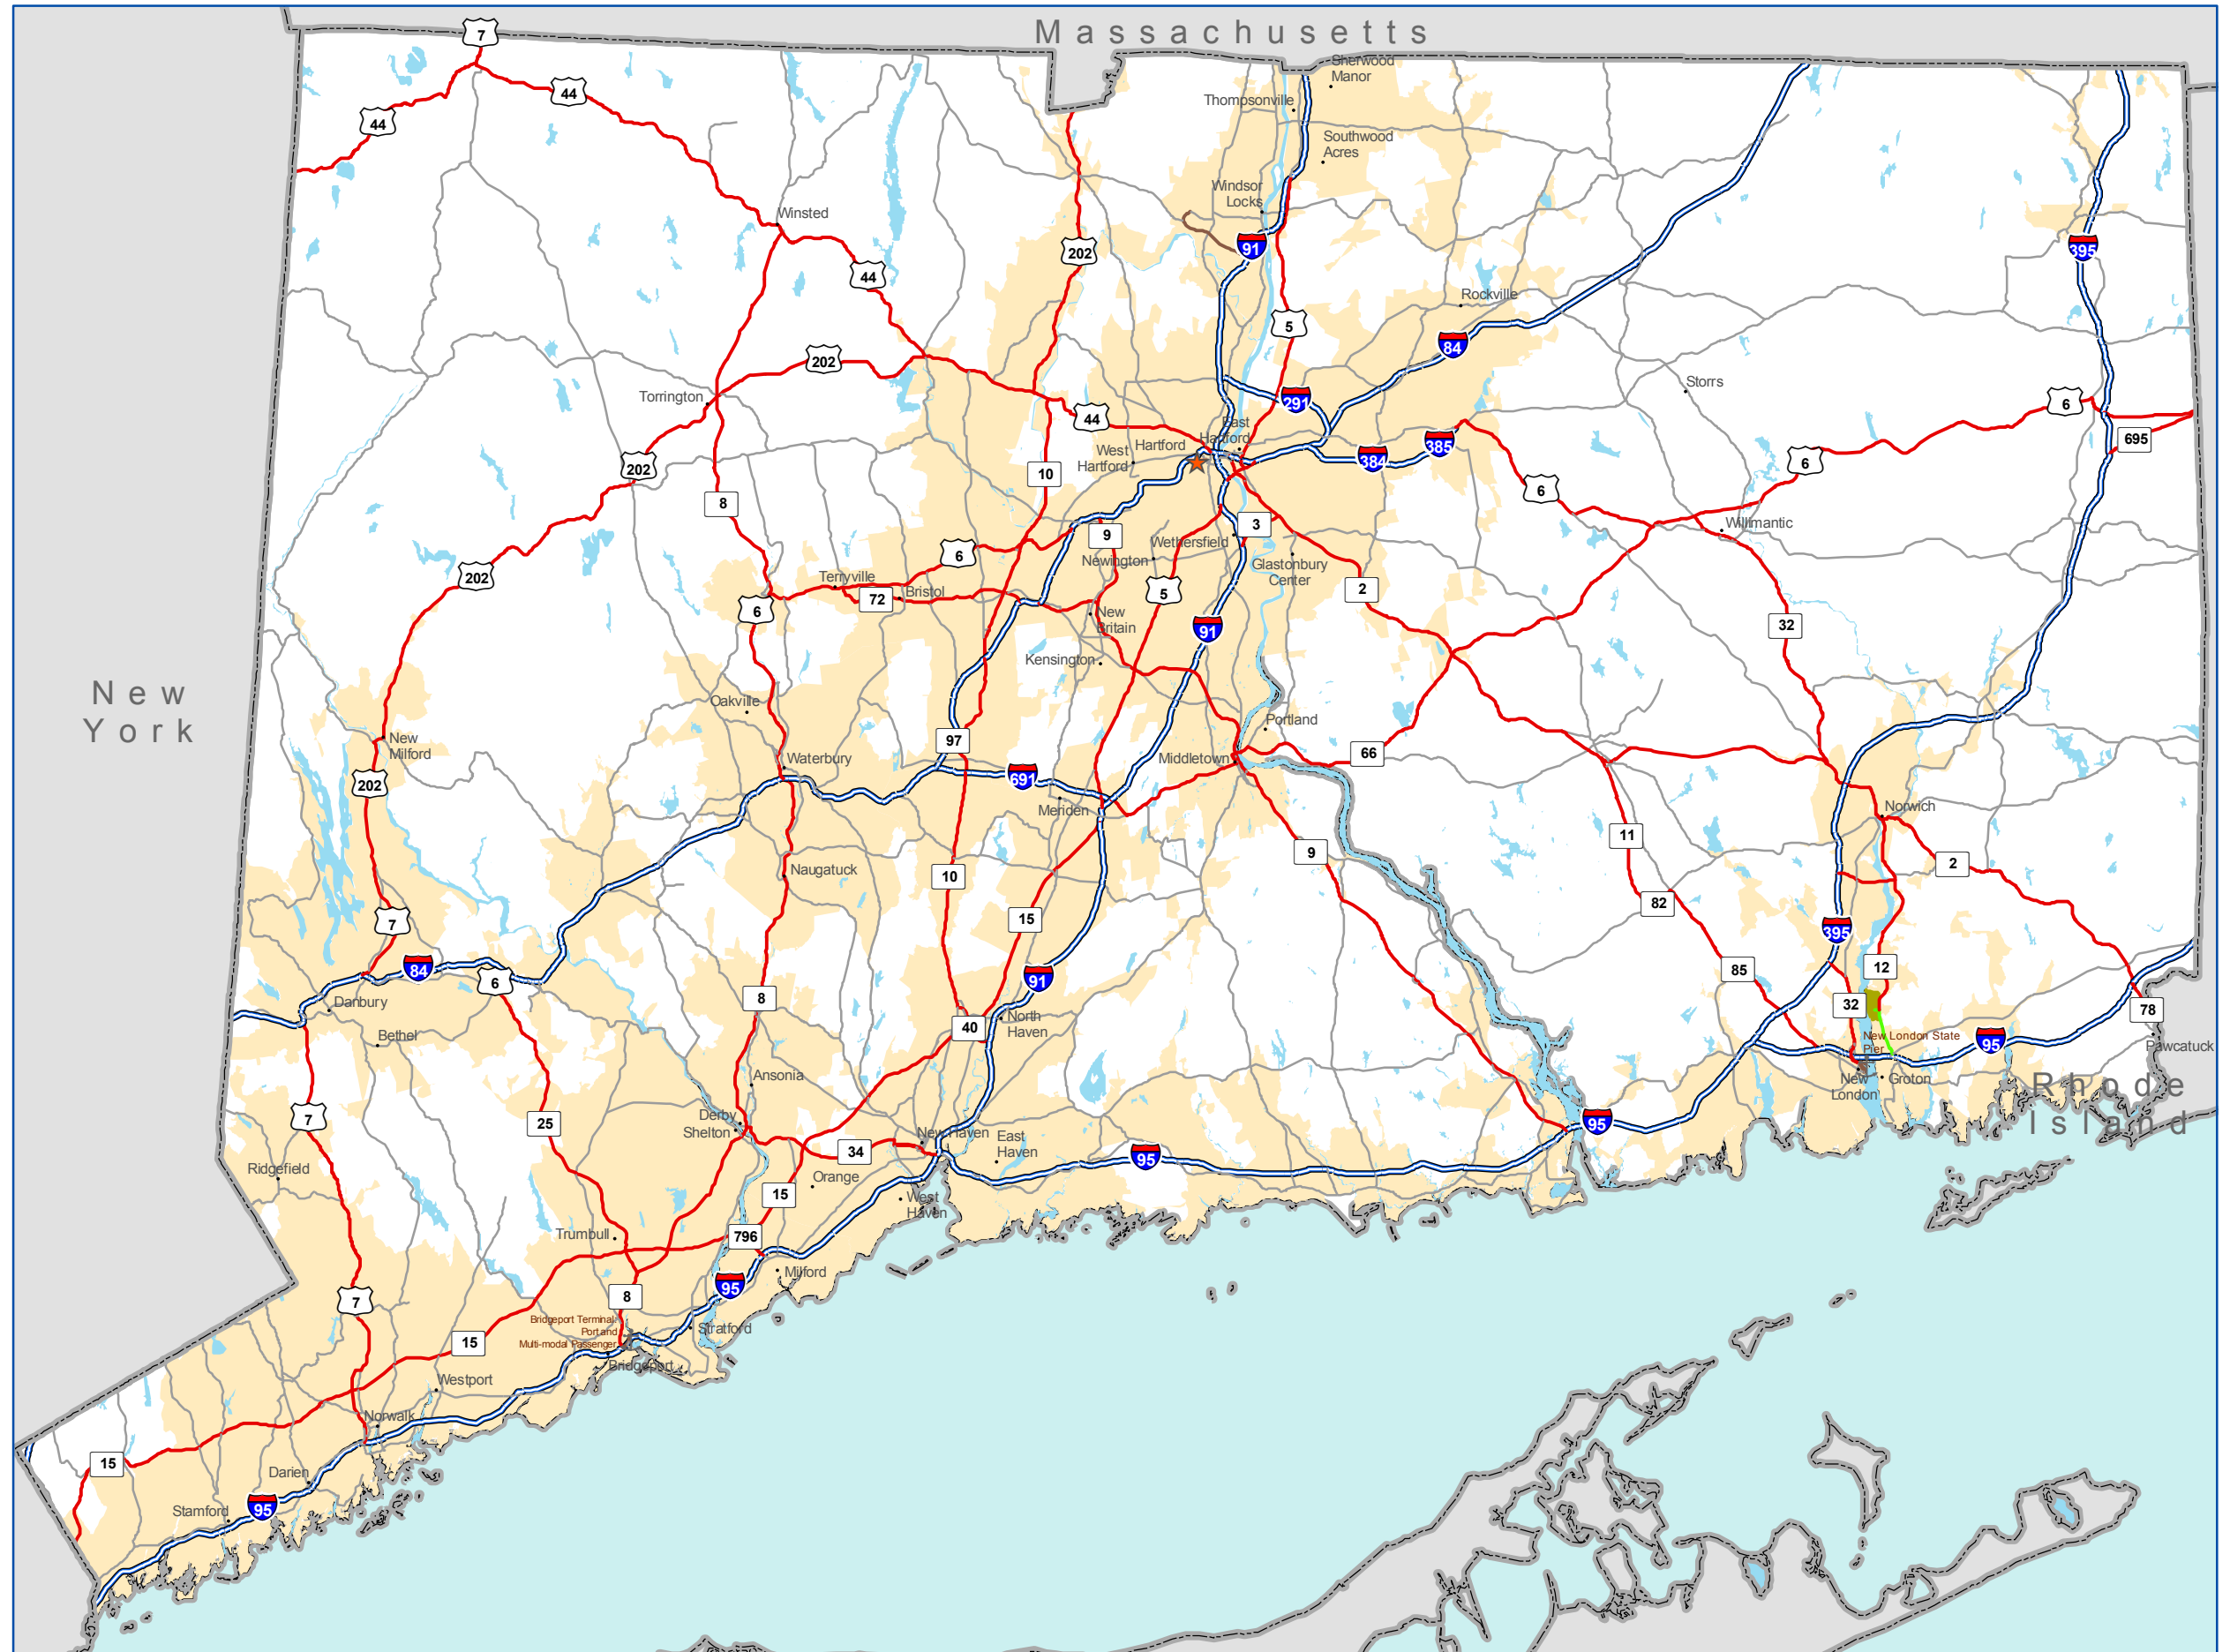 Massachusetts
7
Sherwood
Manor
44
Thompsonville
44
Southwood
Acres
Windsor
Locks
Winsted
91
395
202
44
Rockville
5
84
202
Storrs
Torrington
291
6
44
East
Hartford
Hartford
385
695
West
Hartford
384
6
202
10
6
8
3
Willimantic
9
Wethersfield
6
Newington
Glastonbury
Center
202
Terryville
72
Bristol
5
2
6
New
Britain
91
32
Kensington
New
York
Oakville
Portland
New
Milford
97
66
Waterbury
Middletown
202
691
Meriden
Norwich
11
9
2
Naugatuck
10
82
15
7
395
84
12
85
6
91
8
Danbury
32
78
North
Haven
40
Bethel
New London State
Pier
95
Pawcatuck
Ansonia
New
London
Groton
Rhode
Island
7
Derby
Shelton
25
95
New Haven
East
Haven
34
95
Ridgefield
Orange
15
West
Haven
Trumbull
796
Milford
95
7
8
Bridgeport Terminal
Port and
Multi-modal Passenger
Stratford
15
Bridgeport
Westport
Norwalk
15
Darien
95
Stamford